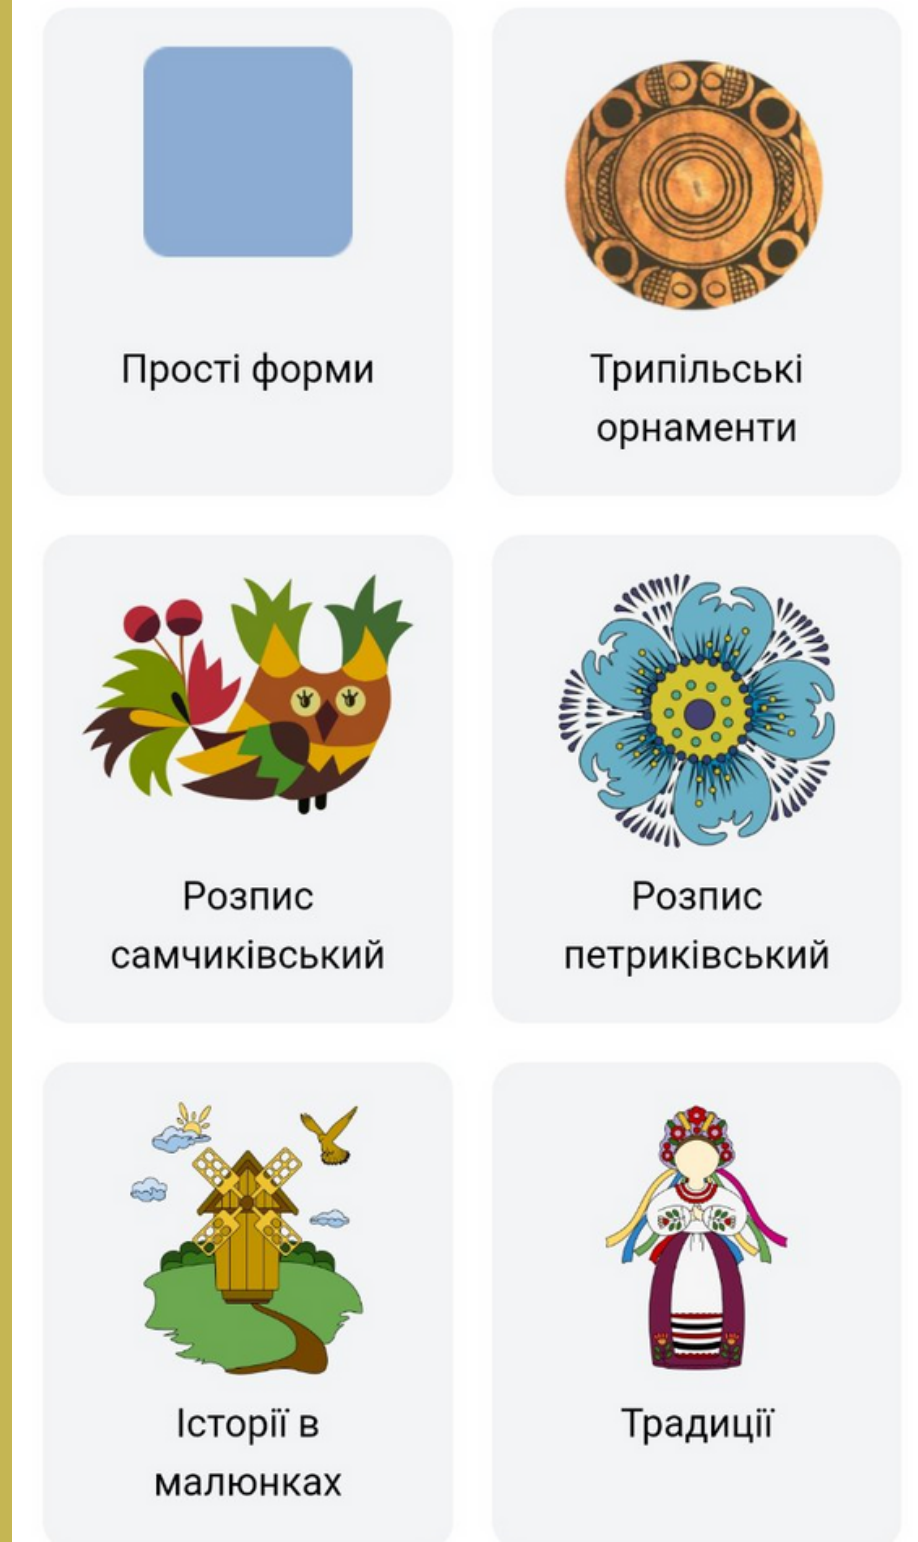 Прості форми
Трипільські
орнаменти
Розпис
самчиківський
Розпис
петриківський
Історії в
малюнках
Традиції